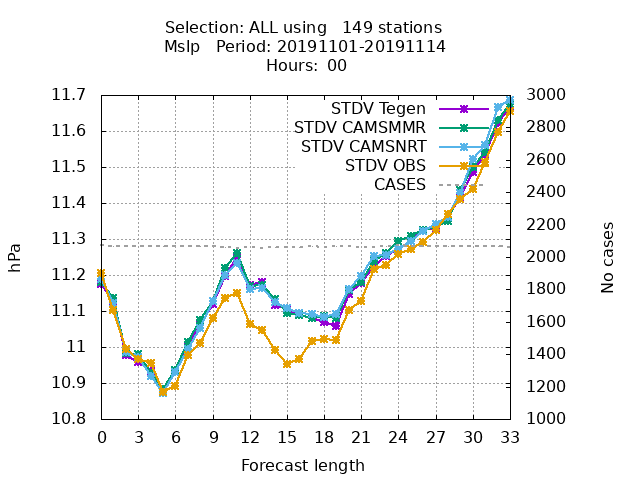 Selection: ALL using   149 stations
Mslp   Period: 20191101-20191114
Hours:  00
11.7
11.6
11.5
11.4
11.3
11.2
11.1
11
10.9
10.8
hPa
STDV Tegen
STDV CAMSMMR
STDV CAMSNRT
STDV OBS
CASES
3000
2800
2600
2400
2200
2000
1800
1600
1400
1200
1000
No cases
0 3 6 9 12 15 18 21 24 27 30 33
Forecast length